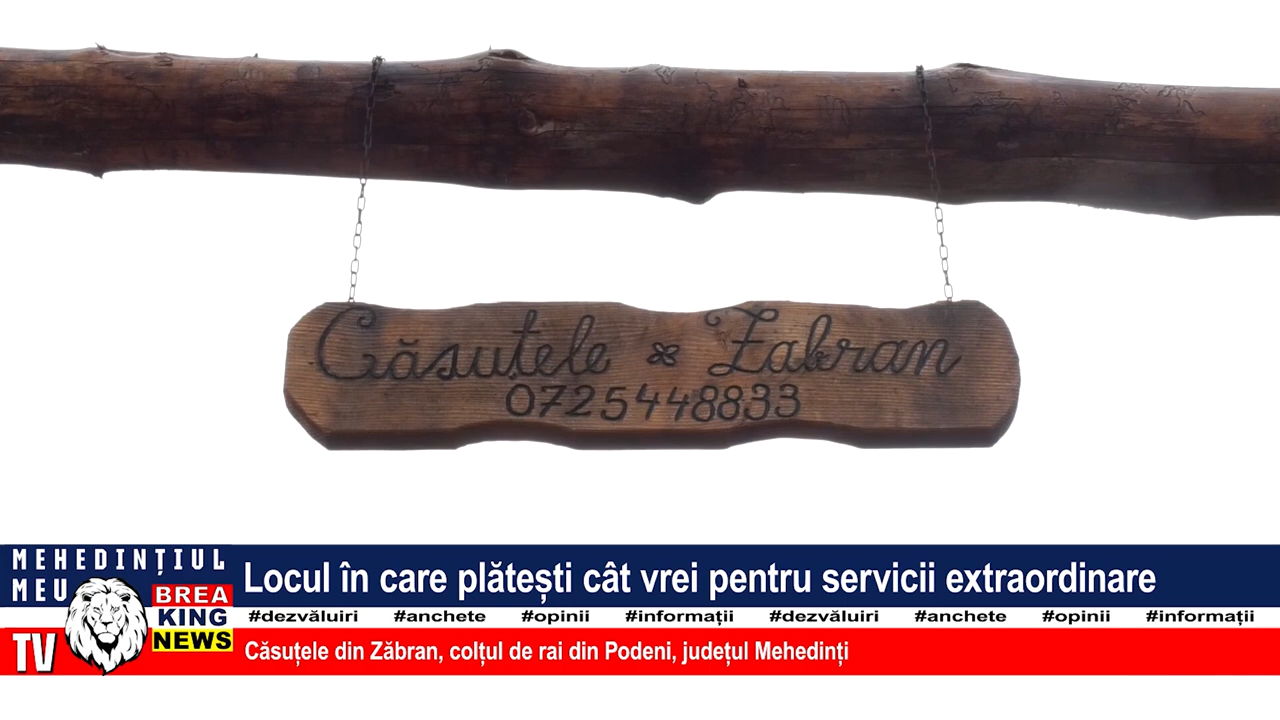 Căsuțele Zabran
0725448833
MEHEDINȚIUL
MEU
TV
BREA
KING
NEWS
Locul în care plătești cât vrei pentru servicii extraordinare
#dezvăluiri #anchete #opinii #informații #dezvăluiri #anchete #opinii #informații
Căsuțele din Zăbran, colțul de rai din Podeni, județul Mehedinți